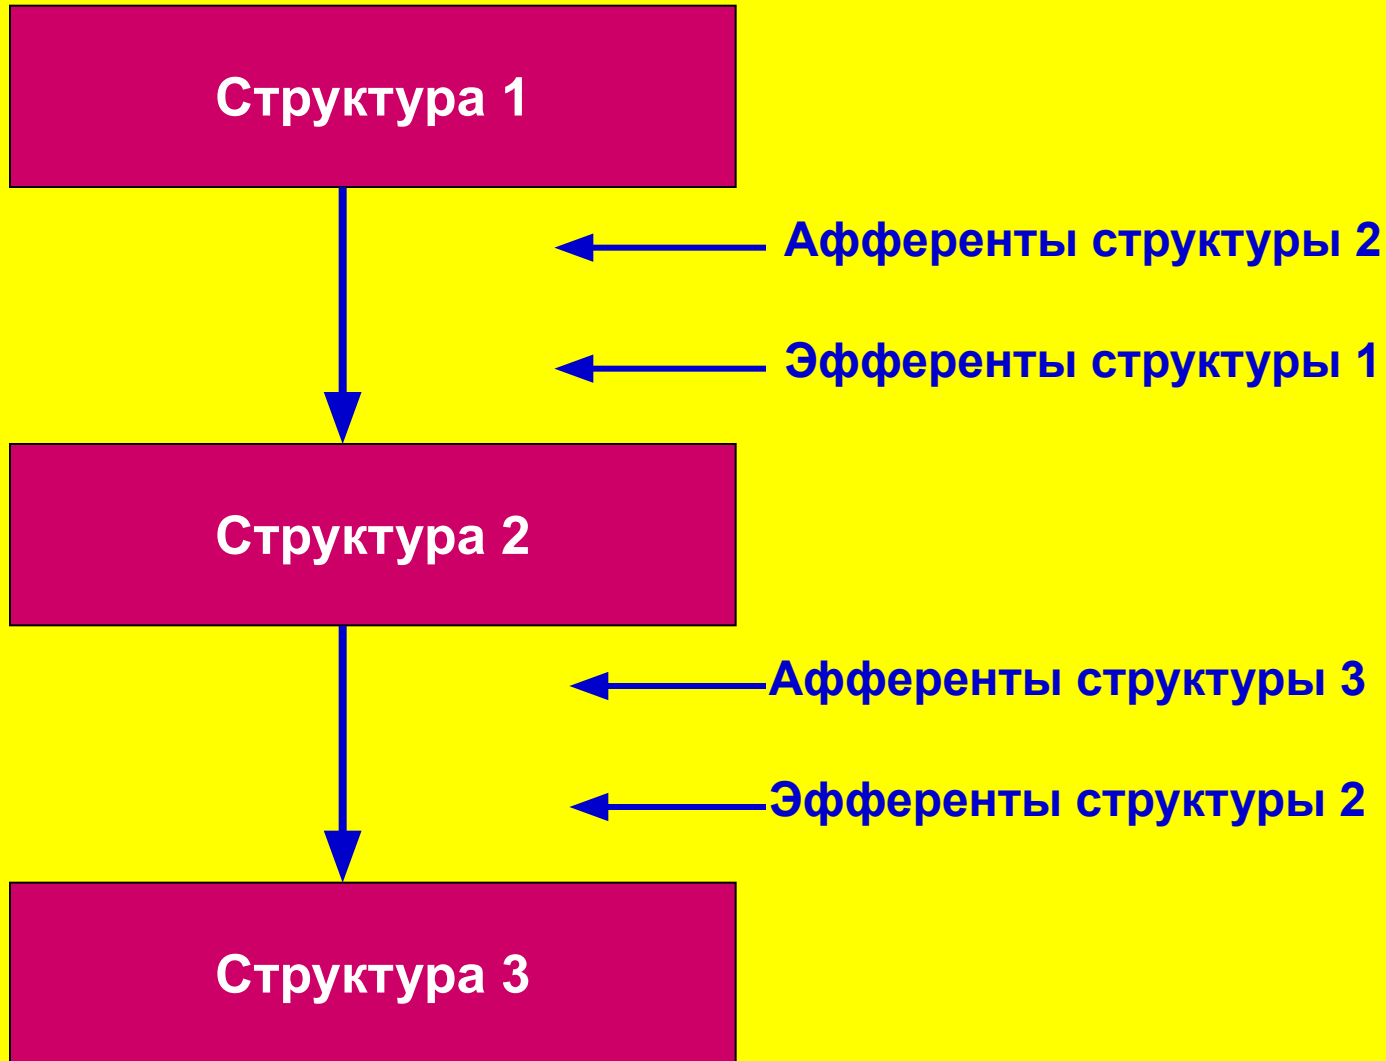 Структура 1
Афференты структуры 2
Эфференты структуры 1
Структура 2
Афференты структуры 3
Эфференты структуры 2
Структура 3